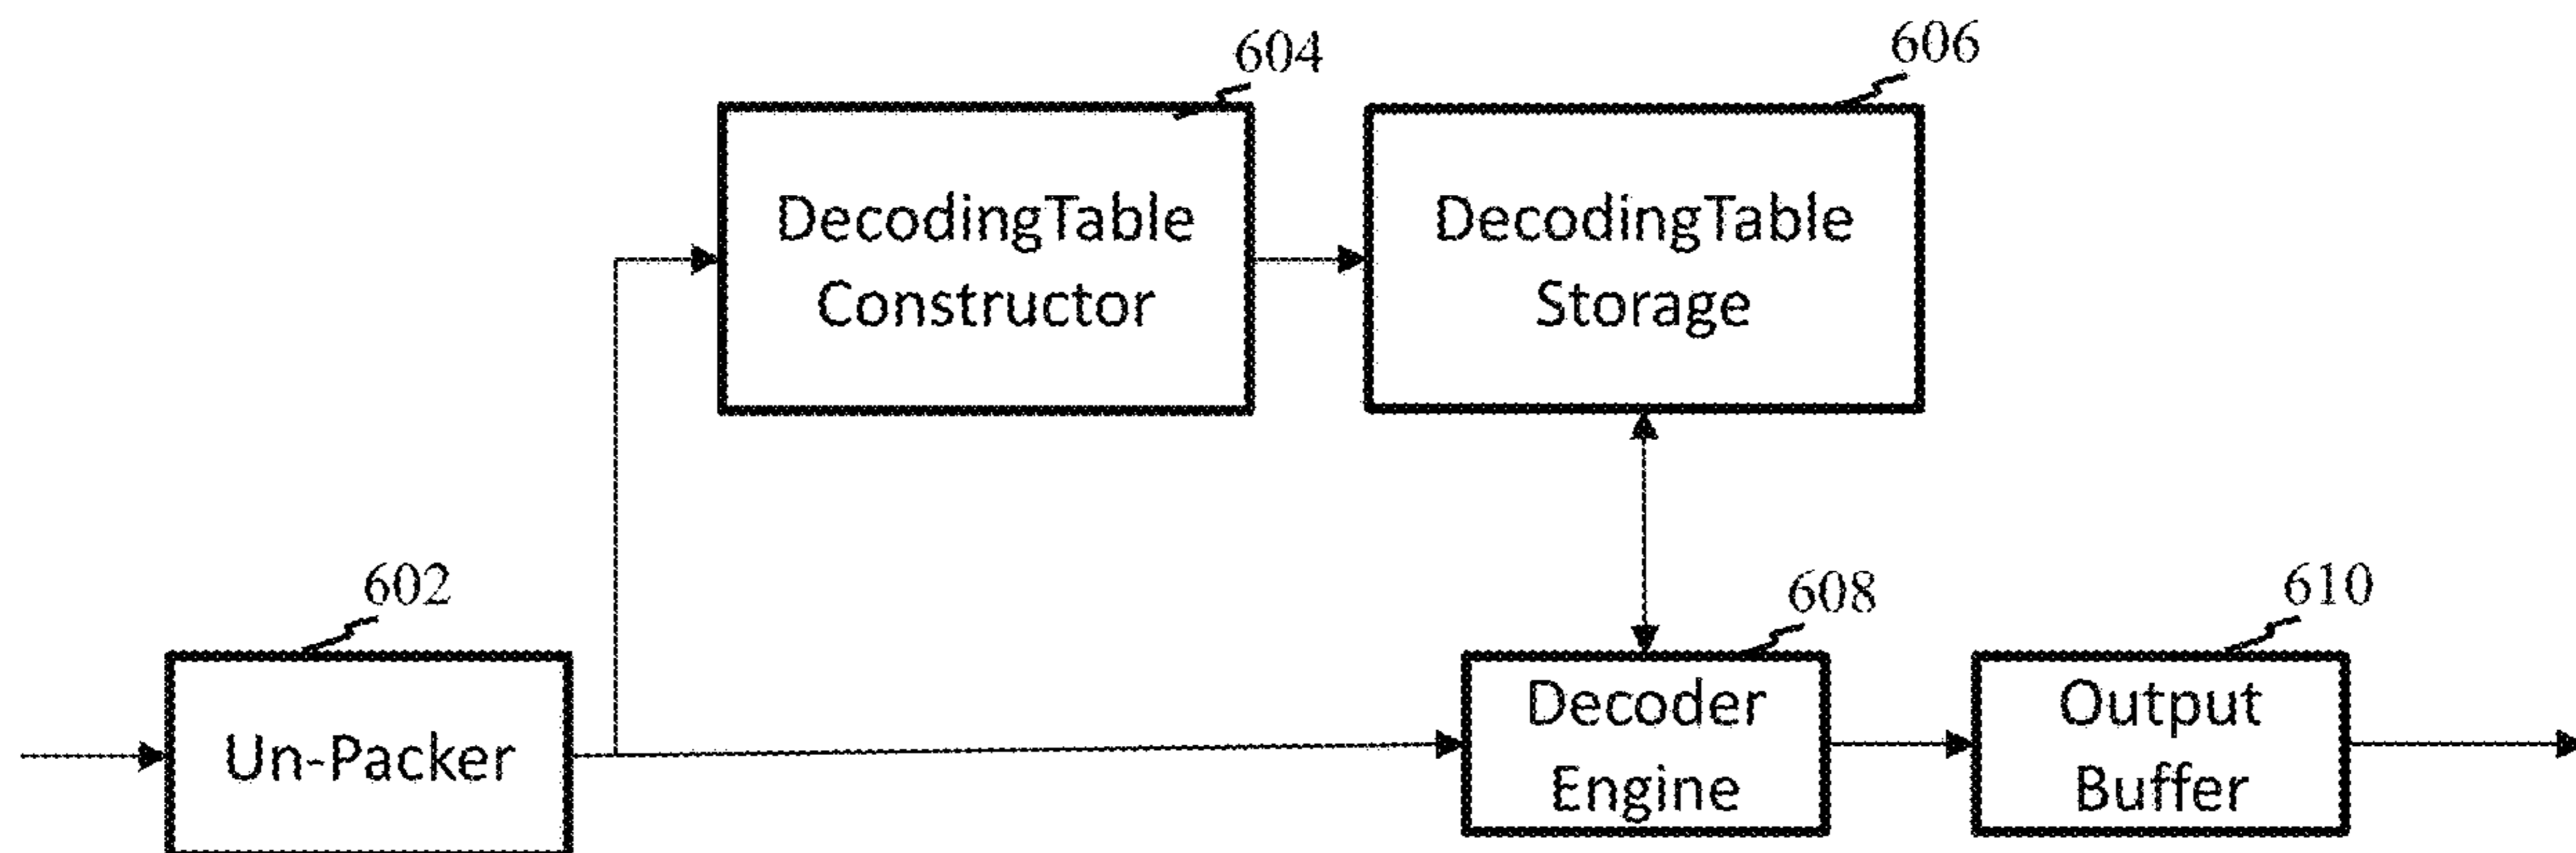 604
606
DecodingTable
Constructor
DecodingTable
Storage
602
608
610
Un-Packer
Decoder
Engine
Output
Buffer